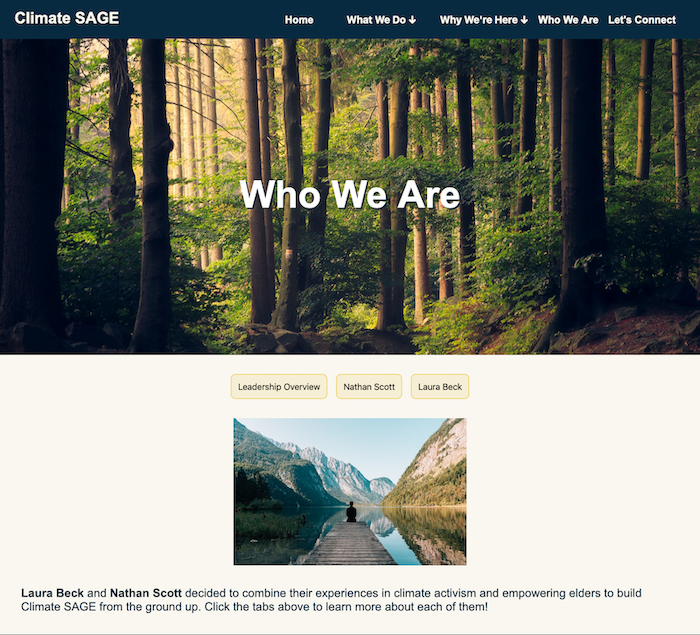 Climate SAGE
Home What We Do ↓ Why We're Here ↓ Who We Are Let's Connect
Who We Are
Leadership Overview Nathan Scott Laura Beck
Laura Beck and Nathan Scott decided to combine their experiences in climate activism and empowering elders to build
Climate SAGE from the ground up. Click the tabs above to learn more about each of them!